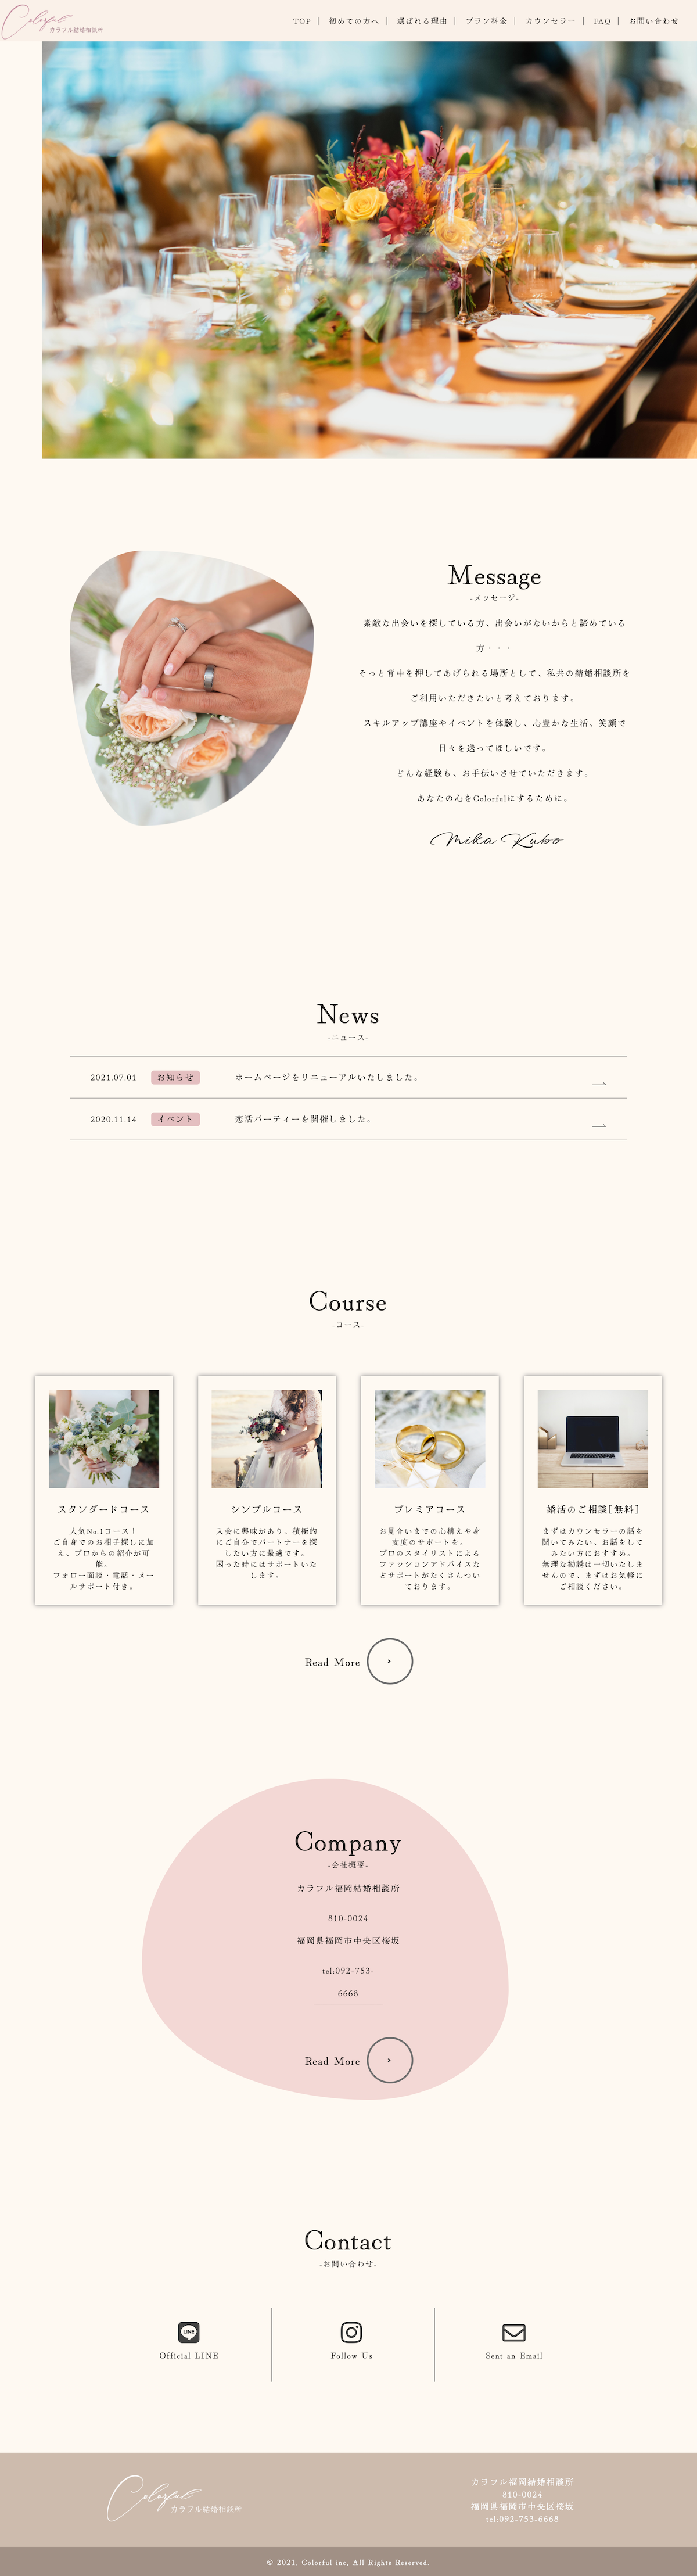 Colorful
カラフル結婚相談所
TOP
初めての方へ
選ばれる理由
プラン料金
カウンセラー
FAQ
お問い合わせ
Message
-メッセージ-
素敵な出会いを探している方、出会いがないからと諦めている
方・・・
そっと背中を押してあげられる場所として、私共の結婚相談所を
ご利用いただきたいと考えております。
スキルアップ講座やイベントを体験し、心豊かな生活、笑顔で
日々を送ってほしいです。
どんな経験も、お手伝いさせていただきます。
あなたの心をColorfulにするために。
Mika Kubo
News
-ニュース-
2021.07.01 お知らせ ホームページをリニューアルいたしました。
2020.11.14 イベント 恋活パーティーを開催しました。
Course
-コース-
スタンダードコース
人気No.1コース！
ご自身でのお相手探しに加
え、プロからの紹介が可
能。
フォロー面談・電話・メー
ルサポート付き。
シンプルコース
入会に興味があり、積極的
にご自分でパートナーを探
したい方に最適です。
困った時にはサポートいた
します。
プレミアコース
お見合いまでの心構えや身
支度のサポートを。
プロのスタイリストによる
ファッションアドバイスな
どサポートがたくさんつい
ております。
婚活のご相談[無料]
まずはカウンセラーの話を
聞いてみたい、お話をして
みたい方におすすめ。
無理な勧誘は一切いたしま
せんので、まずはお気軽に
ご相談ください。
Read More
Company
-会社概要-
カラフル福岡結婚相談所
810-0024
福岡県福岡市中央区桜坂
tel:092-753-
6668
Read More
Contact
-お問い合わせ-
LINE
Official LINE
Follow Us
Sent an Email
Colorful
カラフル結婚相談所
カラフル福岡結婚相談所
810-0024
福岡県福岡市中央区桜坂
tel:092-753-6668
© 2021, Colorful inc, All Rights Reserved.